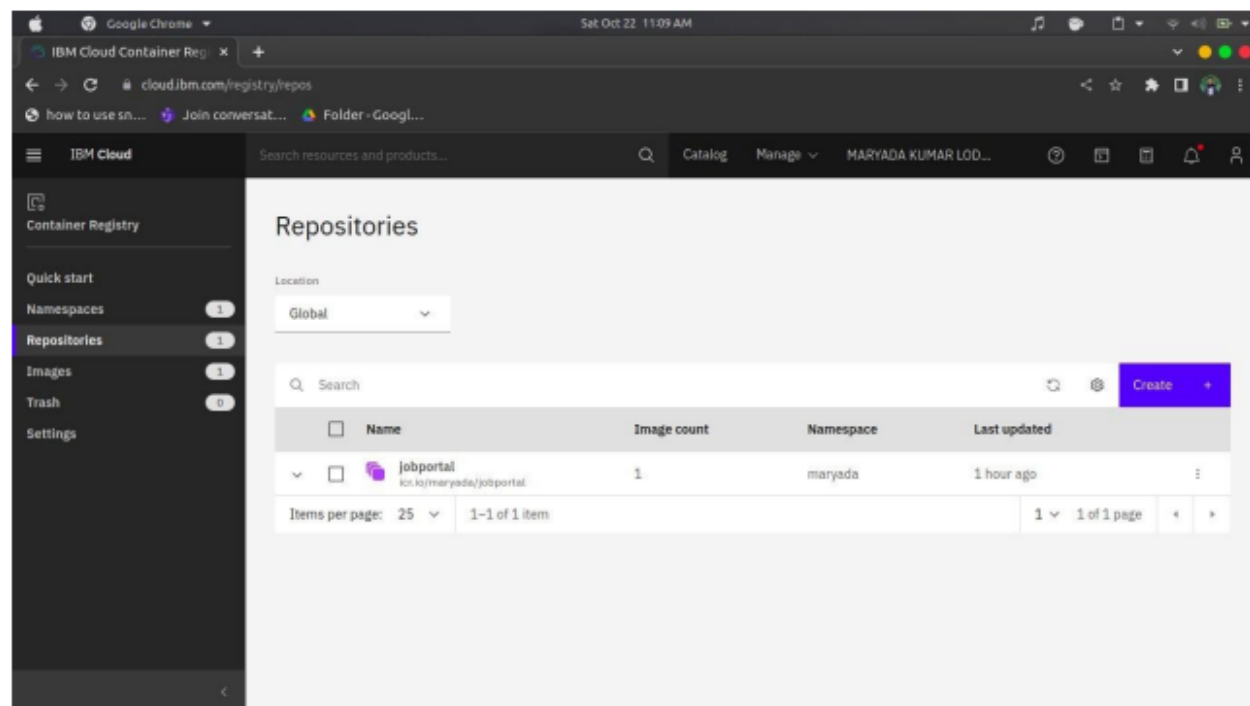 Google Chrome
Sat Oct 22 11:09 AM
IBM Cloud Container Reg
cloud.ibm.com/registry/repos
how to use sn....
Join conversat...
Folder - Googl...
IBM Cloud
Search resources and products...
Catalog
Manage
MARYADA KUMAR LOD...
Container Registry
Quick start
Namespaces 1
Repositories 1
Images 1
Trash 0
Settings
Repositories
Location
Global
Search
Create +
Name Image count Namespace Last updated
jobportal 1 maryada 1 hour ago
icr.io/maryada/jobportal
Items per page: 25 1–1 of 1 item 1 1 of 1 page